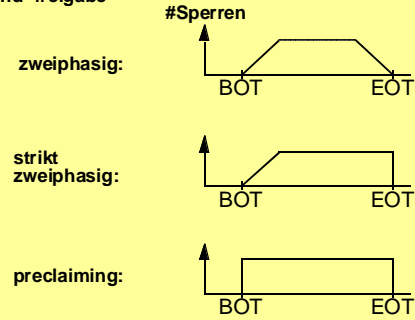 #Sperren
zweiphasig:
BOT EOT
strikt
zweiphasig:
BOT EOT
preclaiming:
BOT EOT